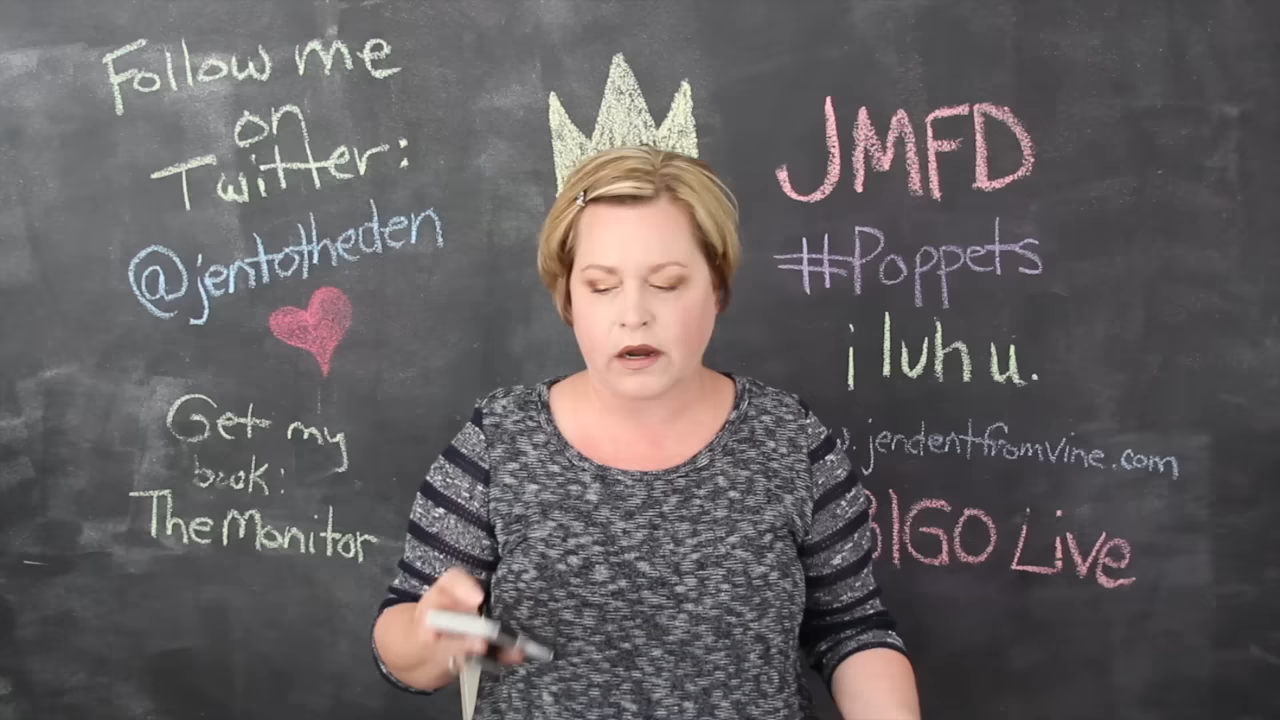 Follow me
on
Twitter:
@jentotheden
Get my
book:
The Monitor
JMFD
#Poppets
i luh u.
.jendentfromvine.com
BIGO Live